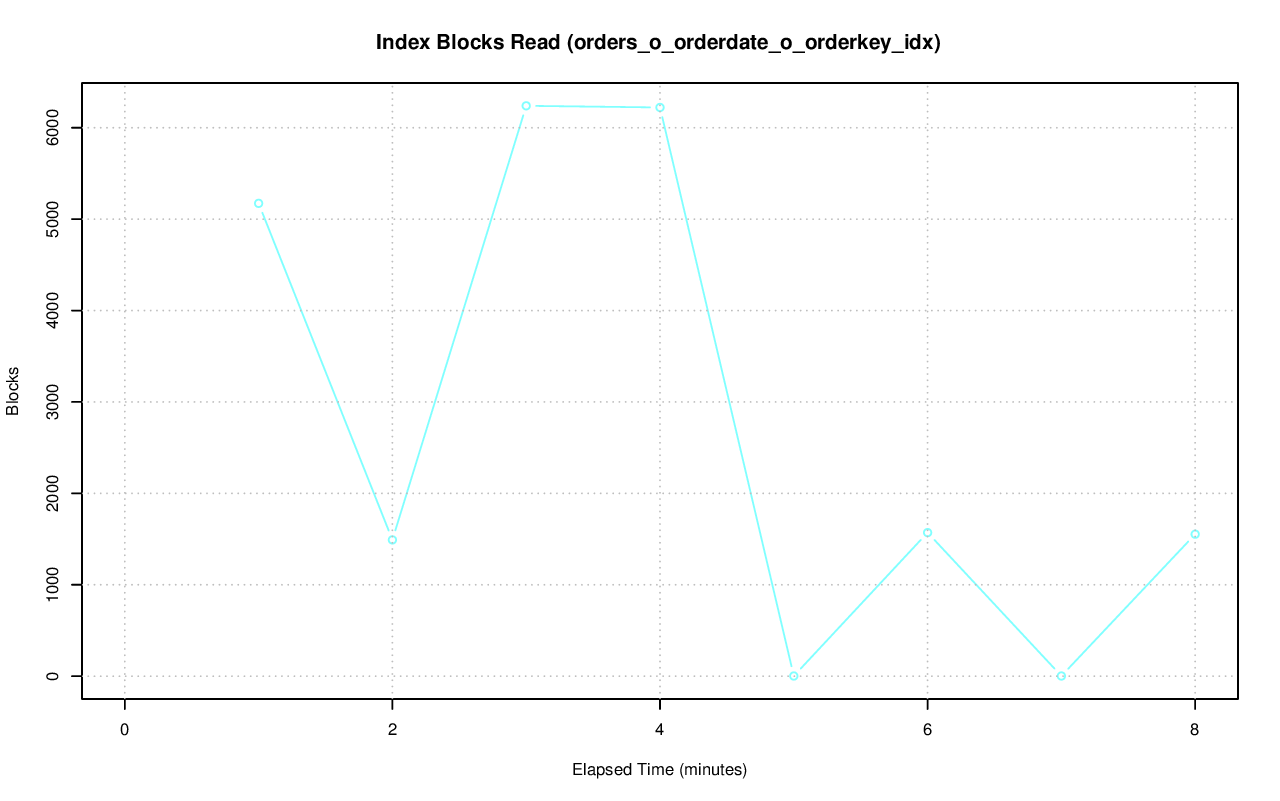 Index Blocks Read (orders_o_orderdate_o_orderkey_idx)
Blocks
6000
5000
4000
3000
2000
1000
0
0 2 4 6 8
Elapsed Time (minutes)